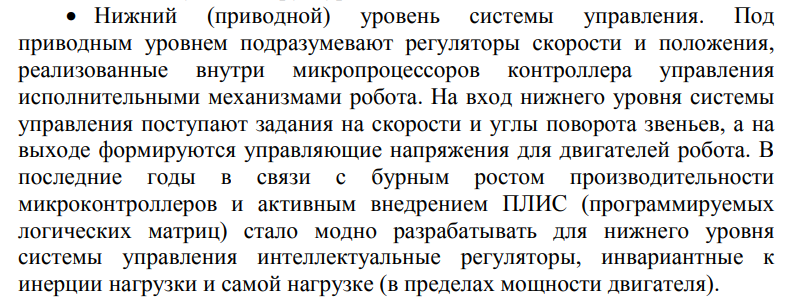 • Нижний (приводной) уровень системы управления. Под
приводным уровнем подразумевают регуляторы скорости и положения,
реализованные внутри микропроцессоров контроллера управления
исполнительными механизмами робота. На вход нижнего уровня системы
управления поступают задания на скорости и углы поворота звеньев, а на
выходе формируются управляющие напряжения для двигателей робота. В
последние годы в связи с бурным ростом производительности
микроконтроллеров и активным внедрением ПЛИС (программируемых
логических матриц) стало модно разрабатывать для нижнего уровня
системы управления интеллектуальные регуляторы, инвариантные к
инерции нагрузки и самой нагрузке (в пределах мощности двигателя).